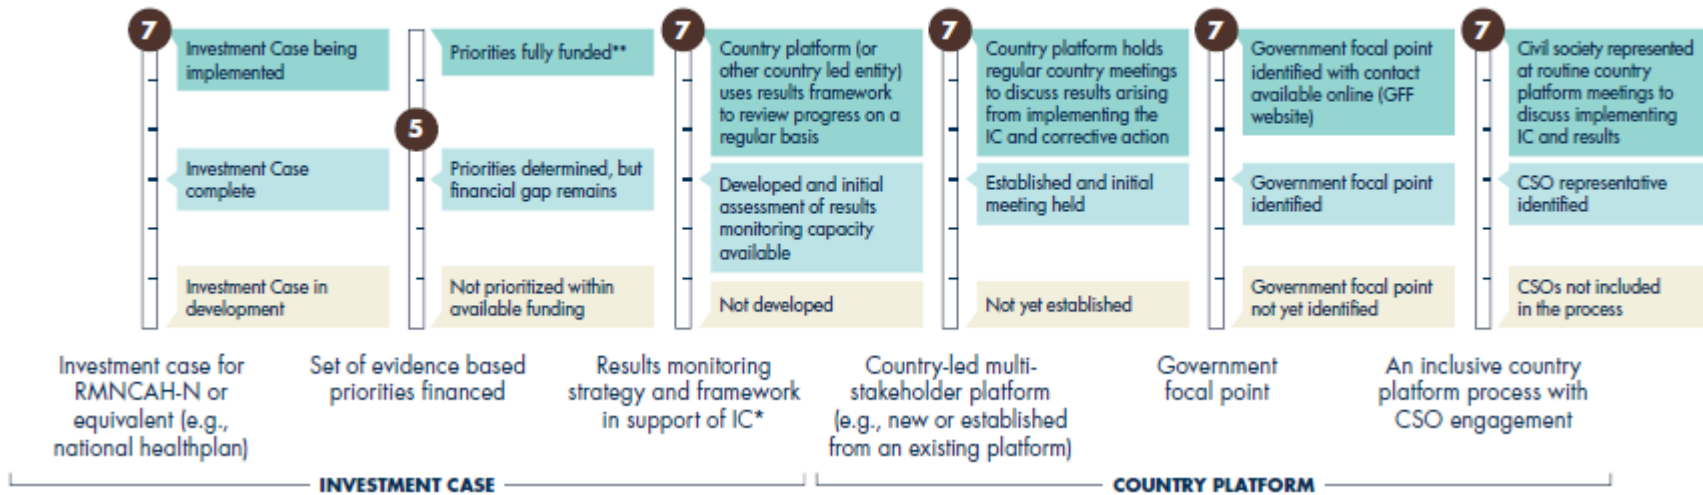 7
Investment Case being
implemented
Investment Case
complete
Investment Case in
development
Investment case for
RMNCAH-N or
equivalent (e.g.,
national healthplan)
Priorities fully funded**
5
Priorities determined, but
financial gap remains
Not prioritized within
available funding
Set of evidence based
priorities financed
7
Country platform (or
other country led entity)
uses results framework
to review progress on a
regular basis
Developed and initial
assessment of results
monitoring capacity
available
Not developed
Results monitoring
strategy and framework
in support of IC*
7
Country platform holds
regular country meetings
to discuss results arising
from implementing the
IC and corrective action
Established and initial
meeting held
Not yet established
Country-led multi-
stakeholder platform
(e.g., new or established
from an existing platform)
7
Government focal point
identified with contact
available online (GFF
website)
Government focal point
identified
Government focal point
not yet identified
Government
focal point
7
Civil society represented
at routine country
platform meetings to
discuss implementing
IC and results
CSO representative
identified
CSOs not included
in the process
An inclusive country
platform process with
CSO engagement
INVESTMENT CASE
COUNTRY PLATFORM